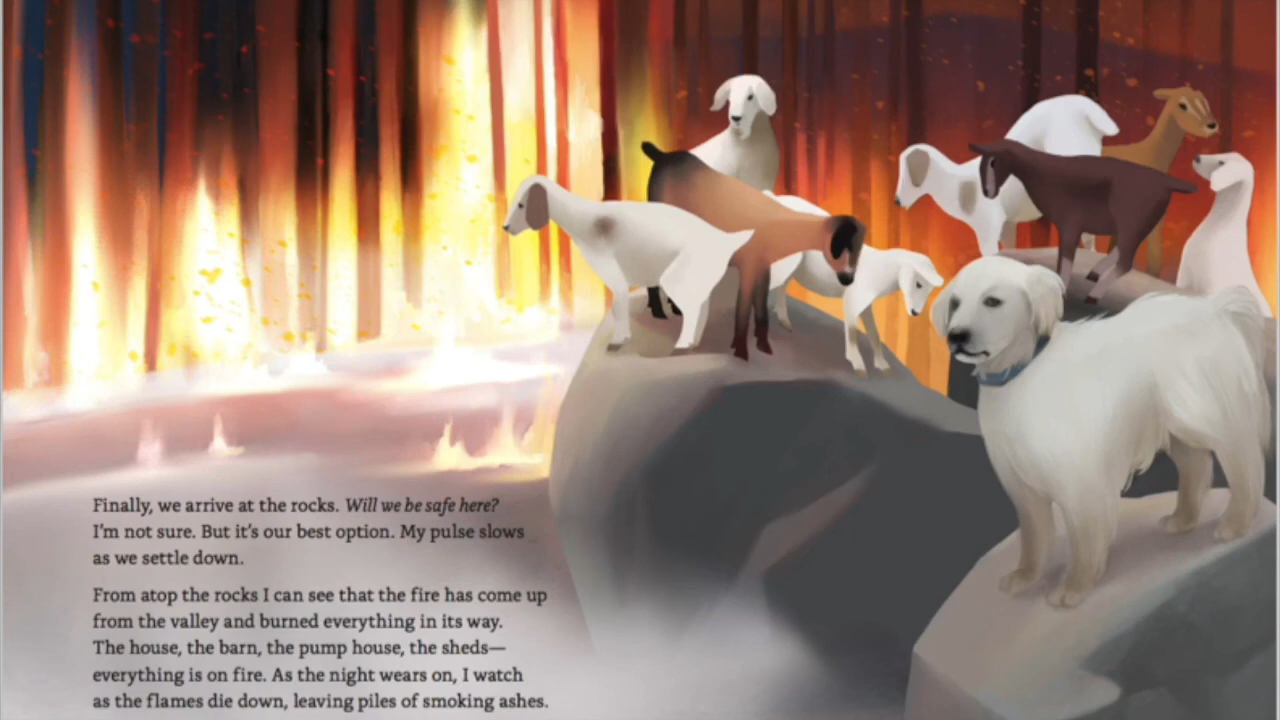 Finally, we arrive at the rocks. Will we be safe here?
I'm not sure. But it's our best option. My pulse slows
as we settle down.
From atop the rocks I can see that the fire has come up
from the valley and burned everything in its way.
The house, the barn, the pump house, the sheds—
everything is on fire. As the night wears on, I watch
as the flames die down, leaving piles of smoking ashes.